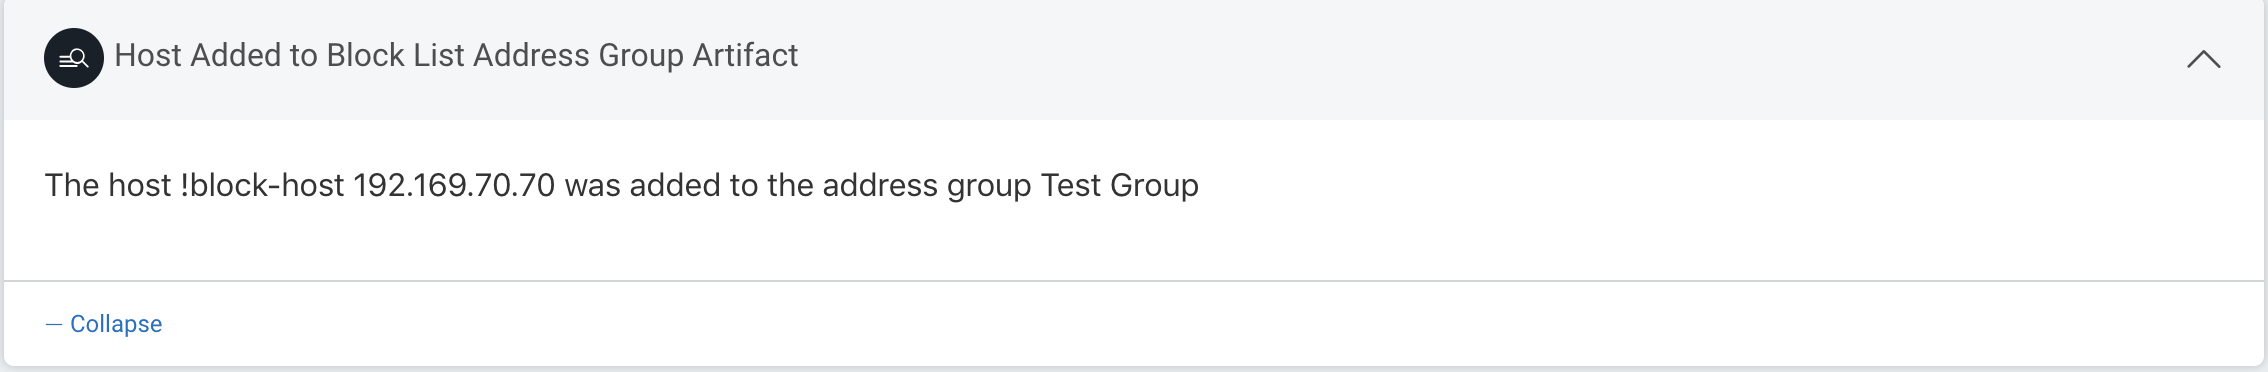 Host Added to Block List Address Group Artifact
The host !block-host 192.169.70.70 was added to the address group Test Group
— Collapse